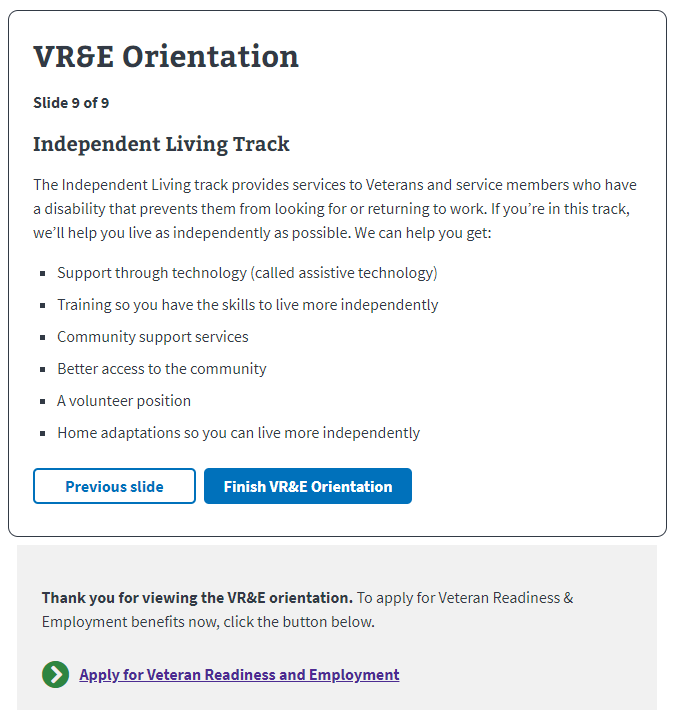 VR&E Orientation
Slide 9 of 9
Independent Living Track
The Independent Living track provides services to Veterans and service members who have
a disability that prevents them from looking for or returning to work. If you’re in this track,
we’ll help you live as independently as possible. We can help you get:
Support through technology (called assistive technology)
Training so you have the skills to live more independently
Community support services
Better access to the community
A volunteer position
Home adaptations so you can live more independently
Previous slide
Finish VR&E Orientation
Thank you for viewing the VR&E orientation. To apply for Veteran Readiness &
Employment benefits now, click the button below.
Apply for Veteran Readiness and Employment